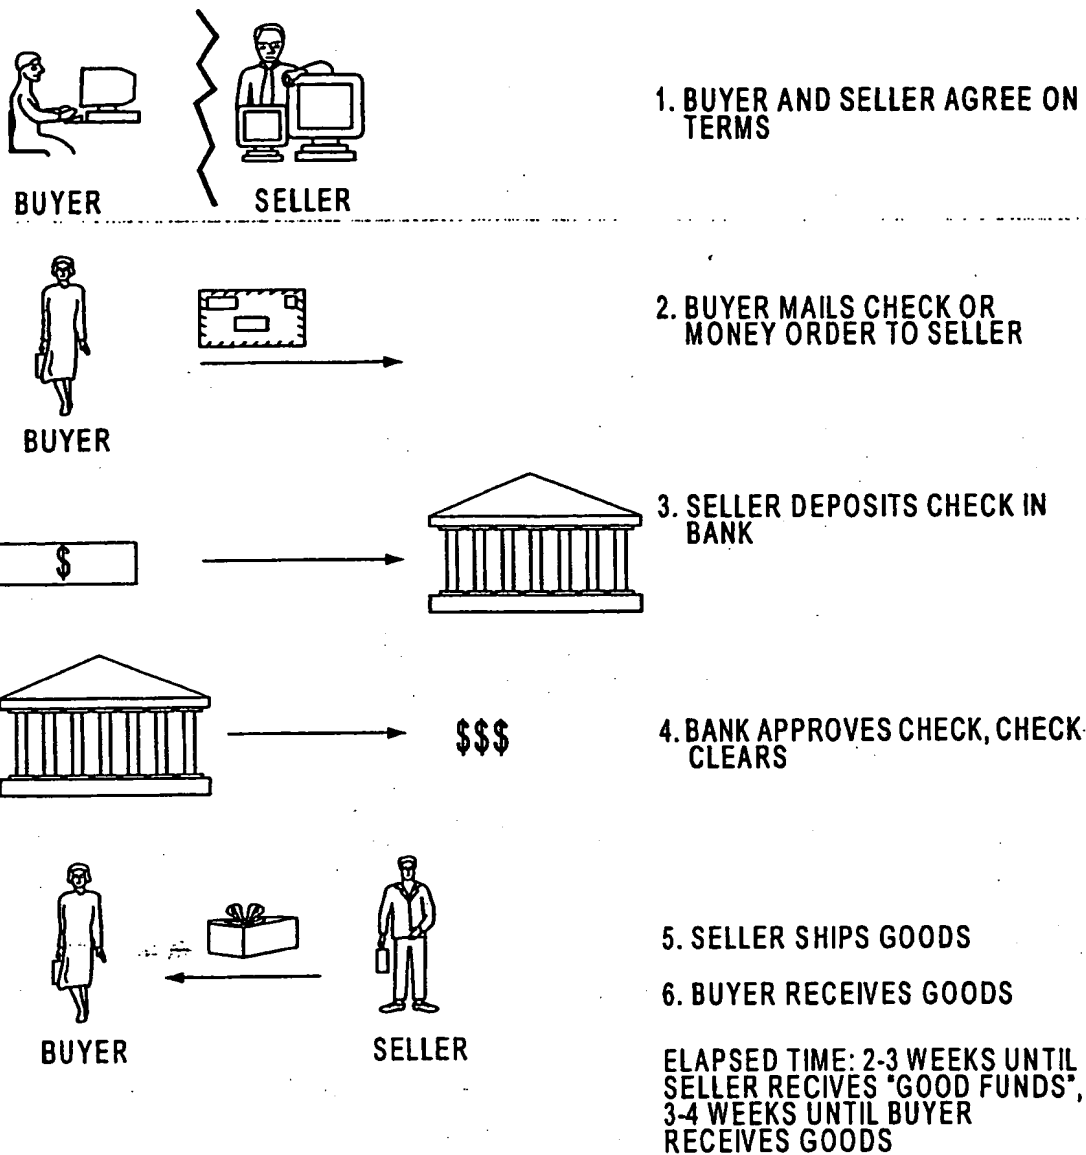 BUYER
SELLER
1. BUYER AND SELLER AGREE ON
TERMS
BUYER
2. BUYER MAILS CHECK OR
MONEY ORDER TO SELLER
$
3. SELLER DEPOSITS CHECK IN
BANK
$$$
4. BANK APPROVES CHECK, CHECK
CLEARS
BUYER
SELLER
5. SELLER SHIPS GOODS
6. BUYER RECEIVES GOODS
ELAPSED TIME: 2-3 WEEKS UNTIL
SELLER RECIVES "GOOD FUNDS",
3-4 WEEKS UNTIL BUYER
RECEIVES GOODS